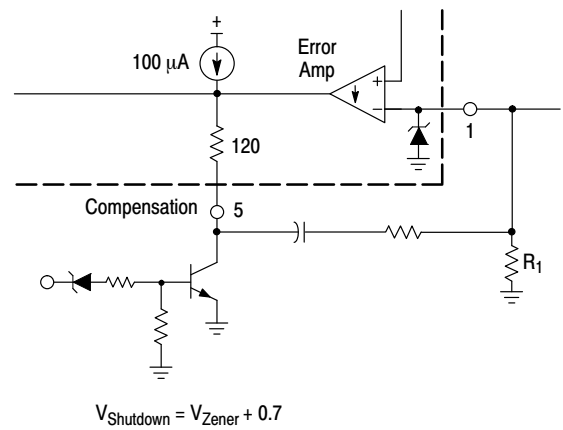 +
Error
Amp
100 μA
+
−
1
120
Compensation
5
R1
VShutdown = VZener + 0.7